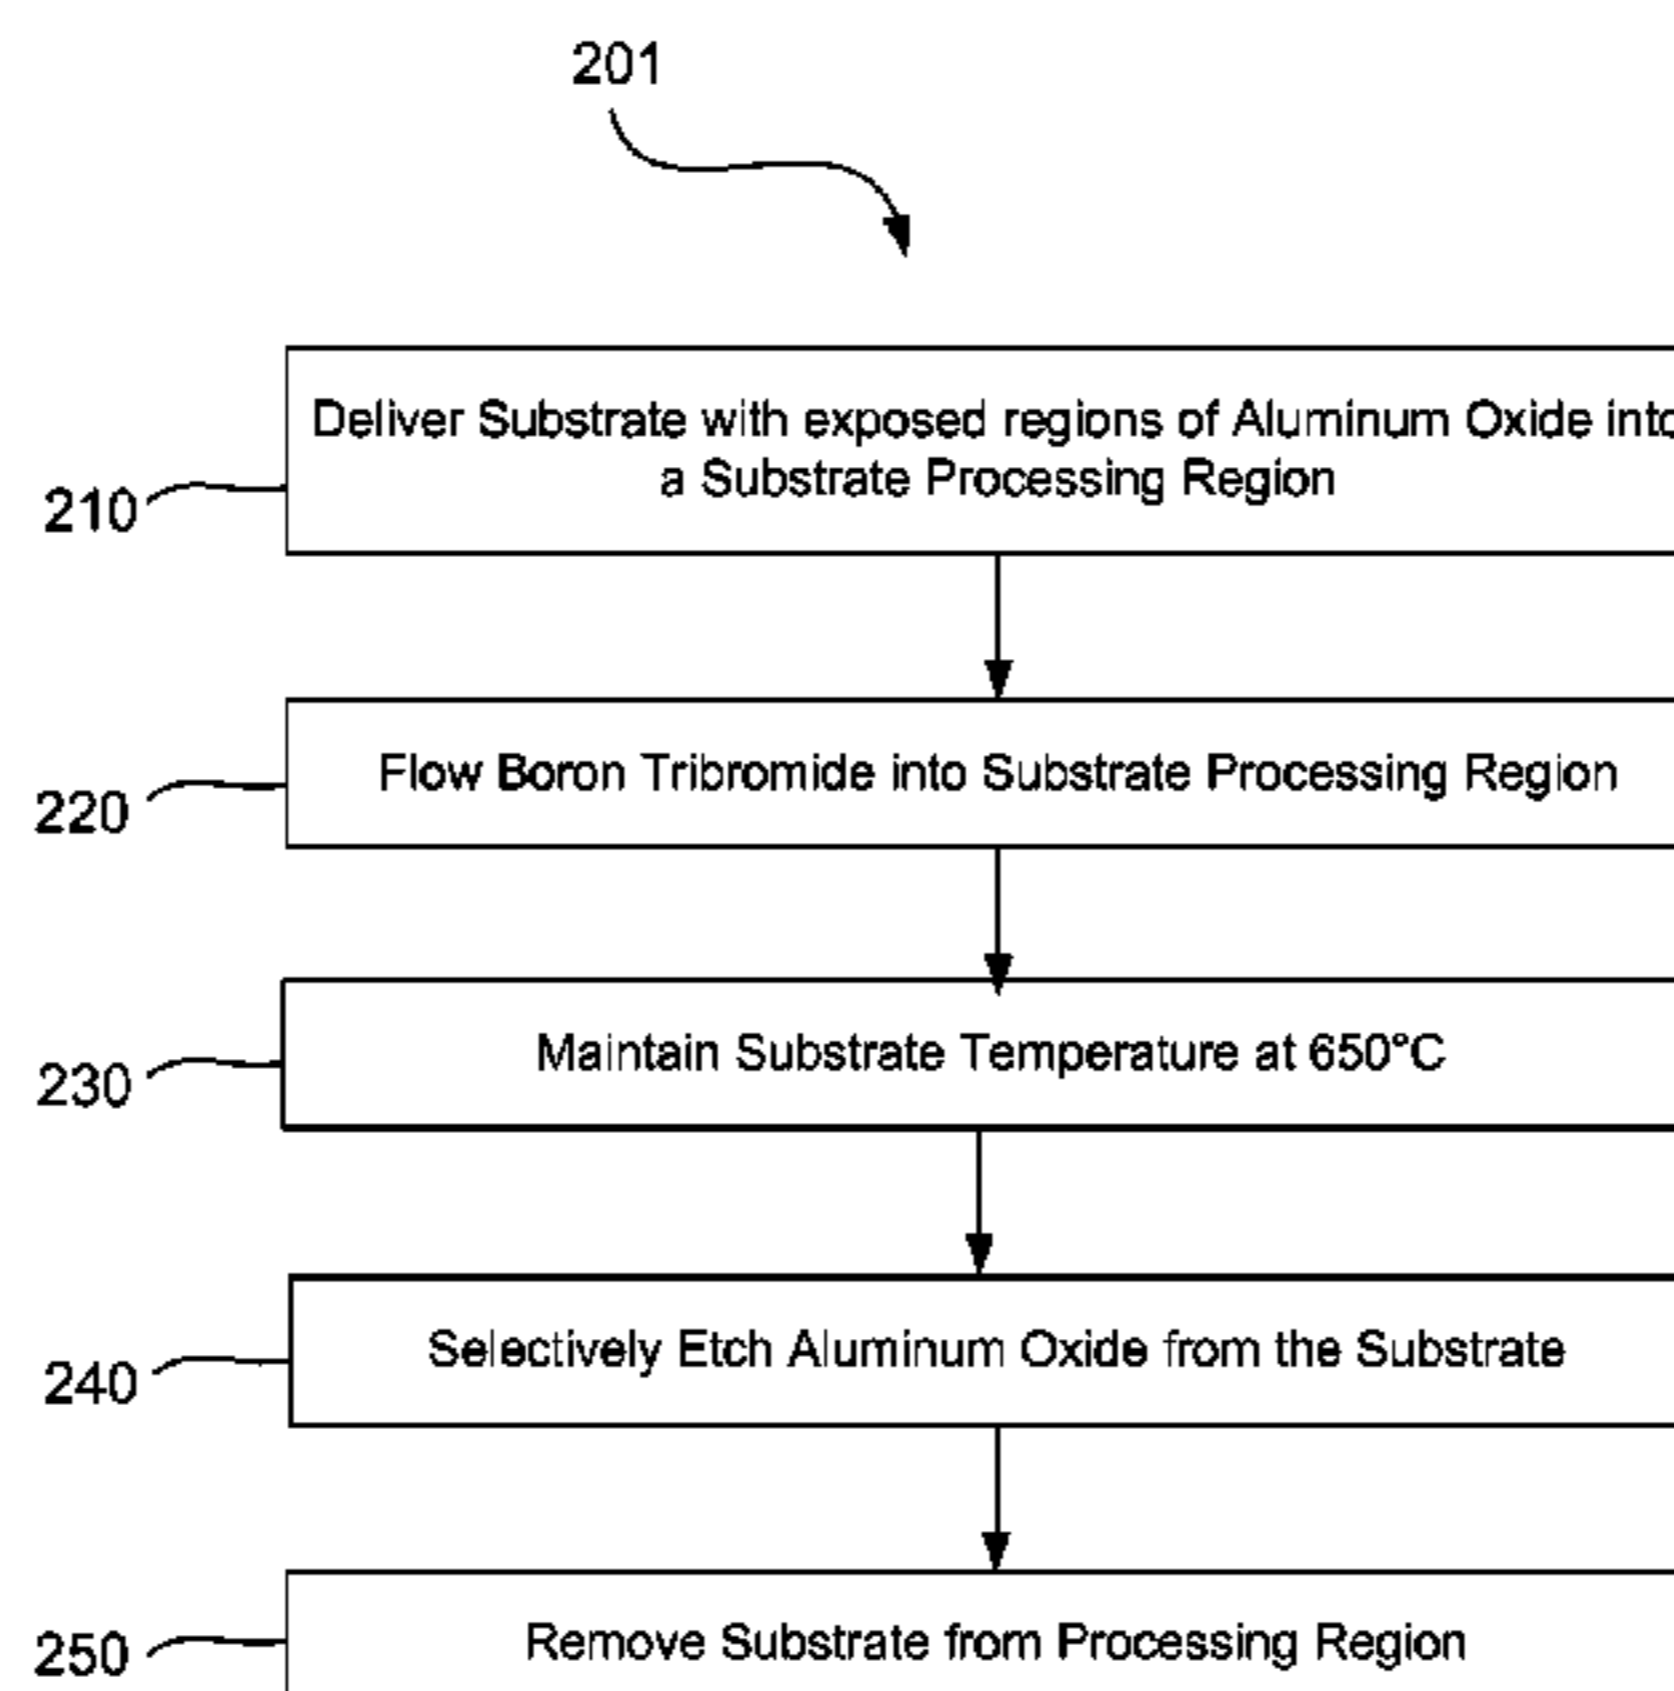 201
Deliver Substrate with exposed regions of Aluminum Oxide into
a Substrate Processing Region
210
Flow Boron Tribromide into Substrate Processing Region
220
Maintain Substrate Temperature at 650°C
230
Selectively Etch Aluminum Oxide from the Substrate
240
Remove Substrate from Processing Region
250